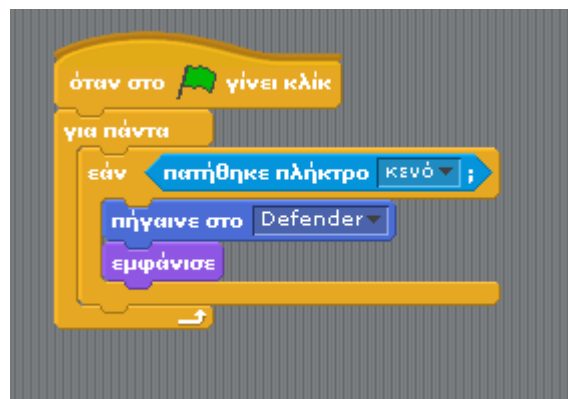 όταν στο γίνει κλίκ
για πάντα
εάν πατήθηκε πλήκτρο κενό ;
πήγαινε στο Defender
εμφάνισε